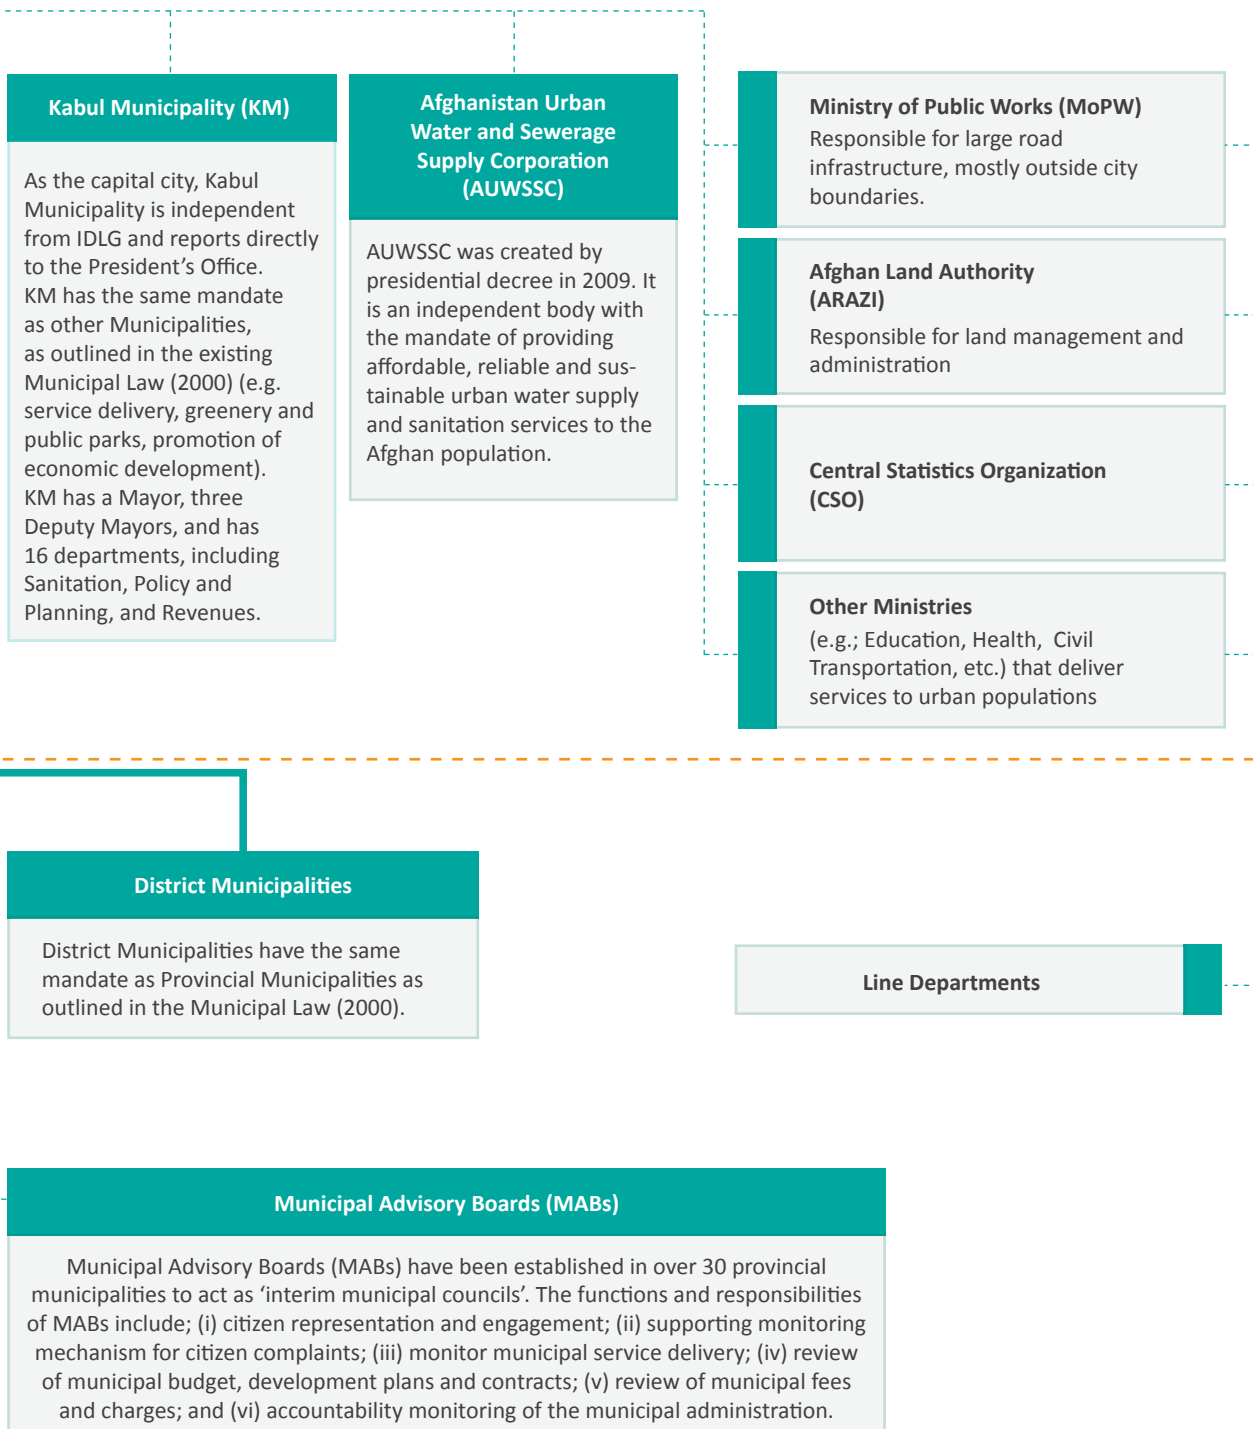 Kabul Municipality (KM)
As the capital city, Kabul
Municipality is independent
from IDLG and reports directly
to the President’s Office.
KM has the same mandate
as other Municipalities,
as outlined in the existing
Municipal Law (2000) (e.g.
service delivery, greenery and
public parks, promotion of
economic development).
KM has a Mayor, three
Deputy Mayors, and has
16 departments, including
Sanitation, Policy and
Planning, and Revenues.
Afghanistan Urban
Water and Sewerage
Supply Corporation
(AUWSSC)
AUWSSC was created by
presidential decree in 2009. It
is an independent body with
the mandate of providing
affordable, reliable and sus-
tainable urban water supply
and sanitation services to the
Afghan population.
Ministry of Public Works (MoPW)
Responsible for large road
infrastructure, mostly outside city
boundaries.
Afghan Land Authority
(ARAZI)
Responsible for land management and
administration
Central Statistics Organization
(CSO)
Other Ministries
(e.g.; Education, Health, Civil
Transportation, etc.) that deliver
services to urban populations
District Municipalities
District Municipalities have the same
mandate as Provincial Municipalities as
outlined in the Municipal Law (2000).
Line Departments
Municipal Advisory Boards (MABs)
Municipal Advisory Boards (MABs) have been established in over 30 provincial
municipalities to act as ‘interim municipal councils’. The functions and responsibilities
of MABs include; (i) citizen representation and engagement; (ii) supporting monitoring
mechanism for citizen complaints; (iii) monitor municipal service delivery; (iv) review
of municipal budget, development plans and contracts; (v) review of municipal fees
and charges; and (vi) accountability monitoring of the municipal administration.